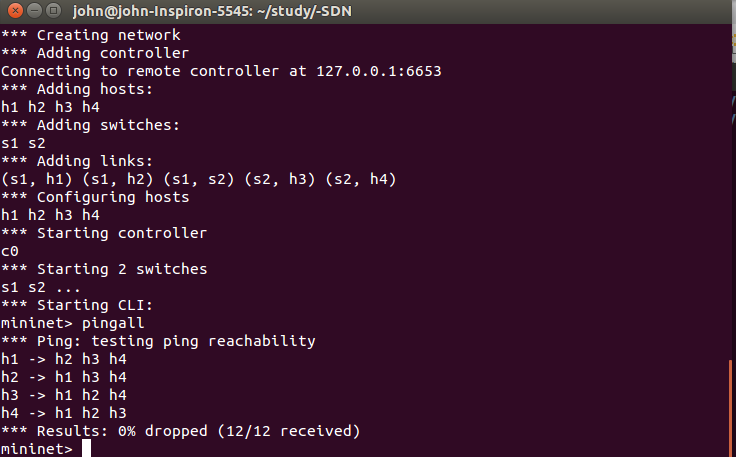 john@john-Inspiron-5545: ~/study/-SDN
*** Creating network
*** Adding controller
Connecting to remote controller at 127.0.0.1:6653
*** Adding hosts:
h1 h2 h3 h4
*** Adding switches:
s1 s2
*** Adding links:
(s1, h1) (s1, h2) (s1, s2) (s2, h3) (s2, h4)
*** Configuring hosts
h1 h2 h3 h4
*** Starting controller
c0
*** Starting 2 switches
s1 s2 ...
*** Starting CLI:
mininet> pingall
*** Ping: testing ping reachability
h1 -> h2 h3 h4
h2 -> h1 h3 h4
h3 -> h1 h2 h4
h4 -> h1 h2 h3
*** Results: 0% dropped (12/12 received)
mininet>